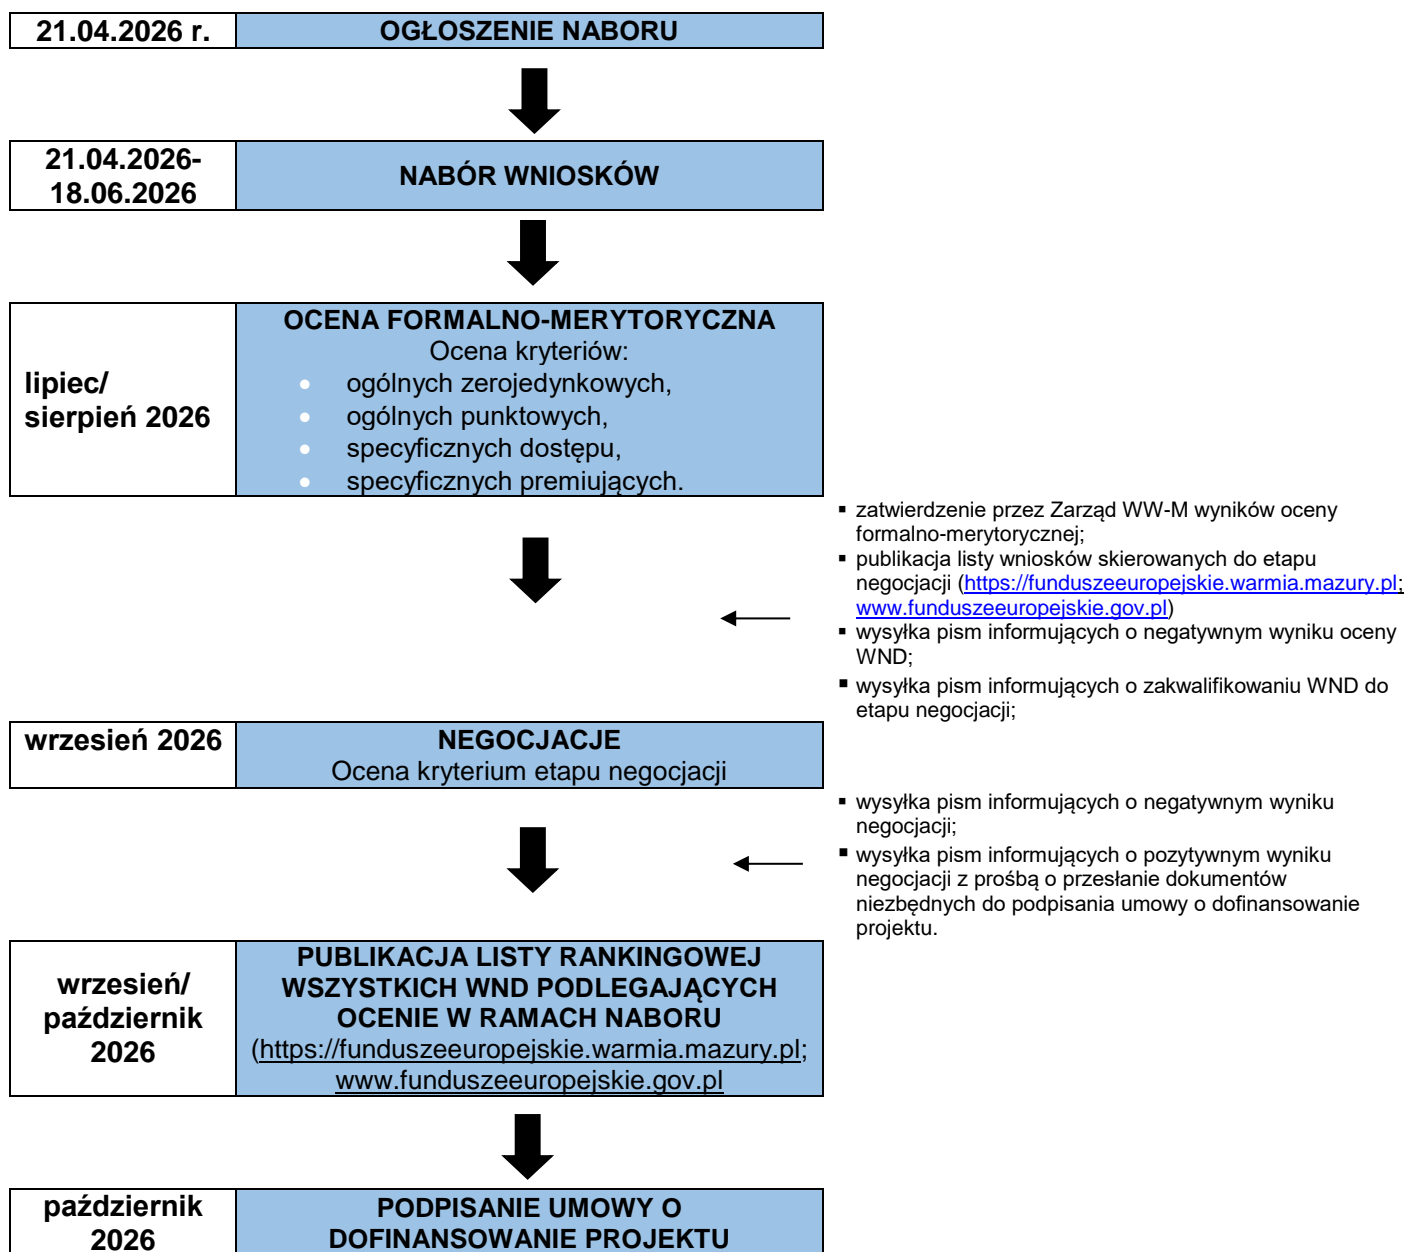 21.04.2026 r.
OGŁOSZENIE NABORU
21.04.2026-
18.06.2026
NABÓR WNIOSKÓW
lipiec/
sierpień 2026
OCENA FORMALNO-MERYTORYCZNA
Ocena kryteriów:
ogólnych zerojedynkowych,
ogólnych punktowych,
specyficznych dostępu,
specyficznych premiujących.
▪ zatwierdzenie przez Zarząd WW-M wyników oceny
formalno-merytorycznej;
▪ publikacja listy wniosków skierowanych do etapu
negocjacji (https://funduszeeuropejskie.warmia.mazury.pl;
www.funduszeeuropejskie.gov.pl)
▪ wysyłka pism informujących o negatywnym wyniku oceny
WND;
▪ wysyłka pism informujących o zakwalifikowaniu WND do
etapu negocjacji;
wrzesień 2026
NEGOCJACJE
Ocena kryterium etapu negocjacji
▪ wysyłka pism informujących o negatywnym wyniku
negocjacji;
▪ wysyłka pism informujących o pozytywnym wyniku
negocjacji z prośbą o przesłanie dokumentów
niezbędnych do podpisania umowy o dofinansowanie
projektu.
wrzesień/
październik
2026
PUBLIKACJA LISTY RANKINGOWEJ
WSZYSTKICH WND PODLEGAJĄCYCH
OCENIE W RAMACH NABORU
(https://funduszeeuropejskie.warmia.mazury.pl;
www.funduszeeuropejskie.gov.pl
październik
2026
PODPISANIE UMOWY O
DOFINANSOWANIE PROJEKTU